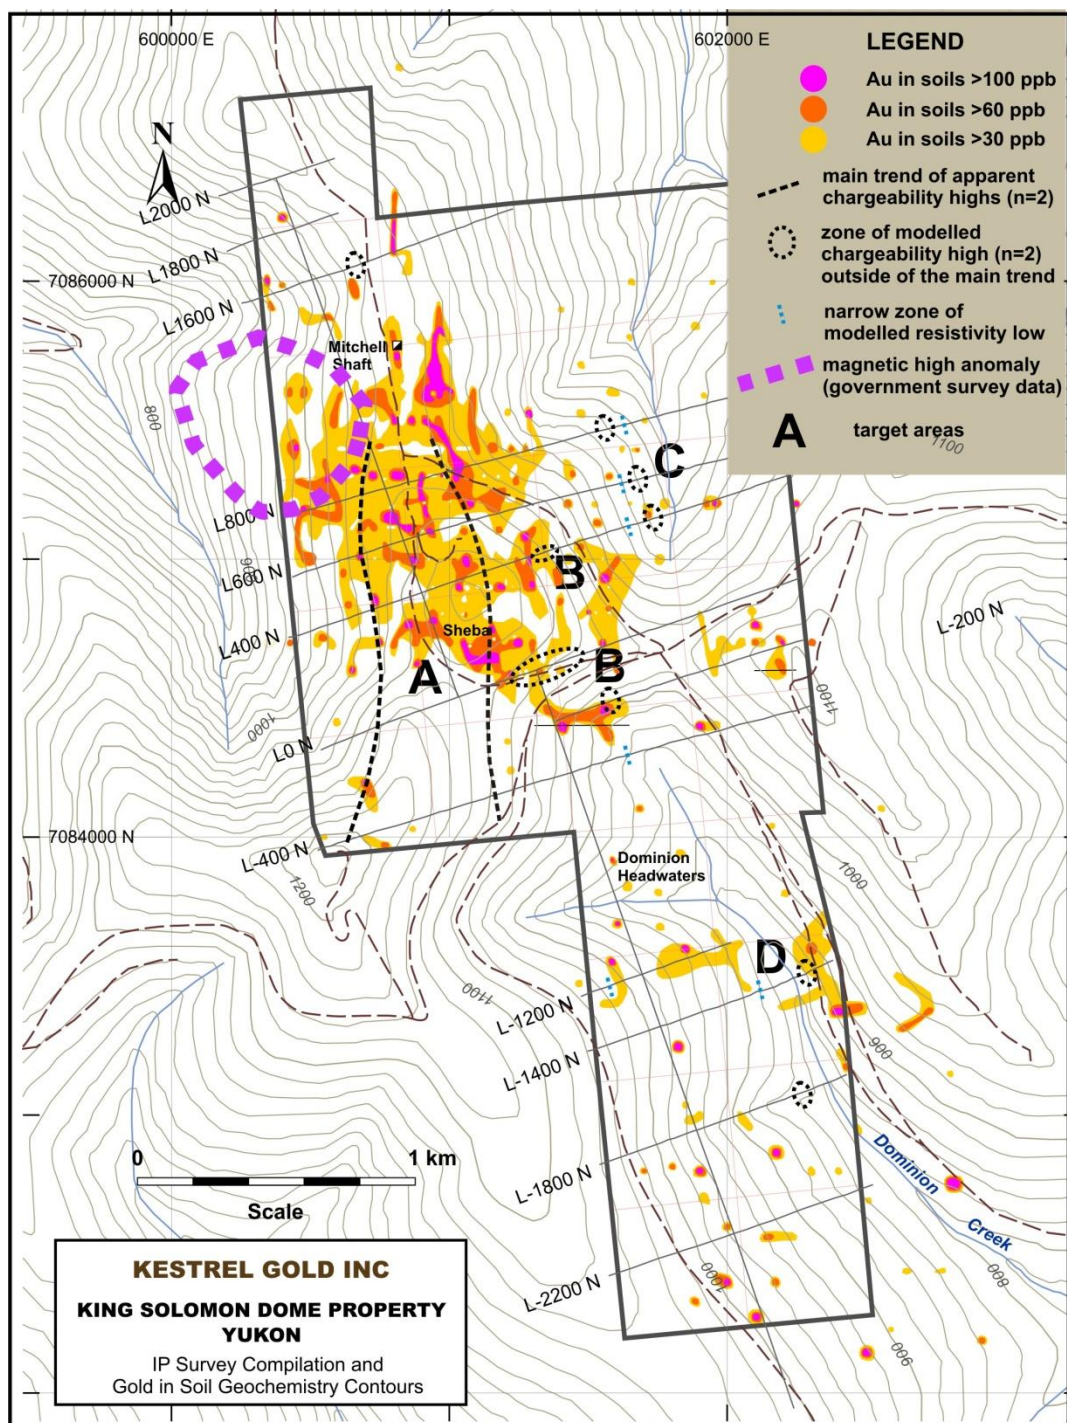 600000 E
602000 E
LEGEND
Au in soils >100 ppb
Au in soils >60 ppb
Au in soils >30 ppb
main trend of apparent
chargeability highs (n=2)
zone of modelled
chargeability high (n=2)
outside of the main trend
narrow zone of
modelled resistivity low
magnetic high anomaly
(government survey data)
A
target areas
1100
N
L2000 N
L1800 N
7086000 N
L1600 N
Mitchell
Shaft
800
C
L800 N
900
L600 N
B
L-200 N
L400 N
Sheba
A
B
1100
1000
L0 N
7084000 N
L-400 N
Dominion
Headwaters
1000
1200
D
1100
L-1200 N
900
L-1400 N
0
1 km
Scale
Dominion
Creek
L-1800 N
800
1000
L-2200 N
900
KESTREL GOLD INC
KING SOLOMON DOME PROPERTY
YUKON
IP Survey Compilation and
Gold in Soil Geochemistry Contours